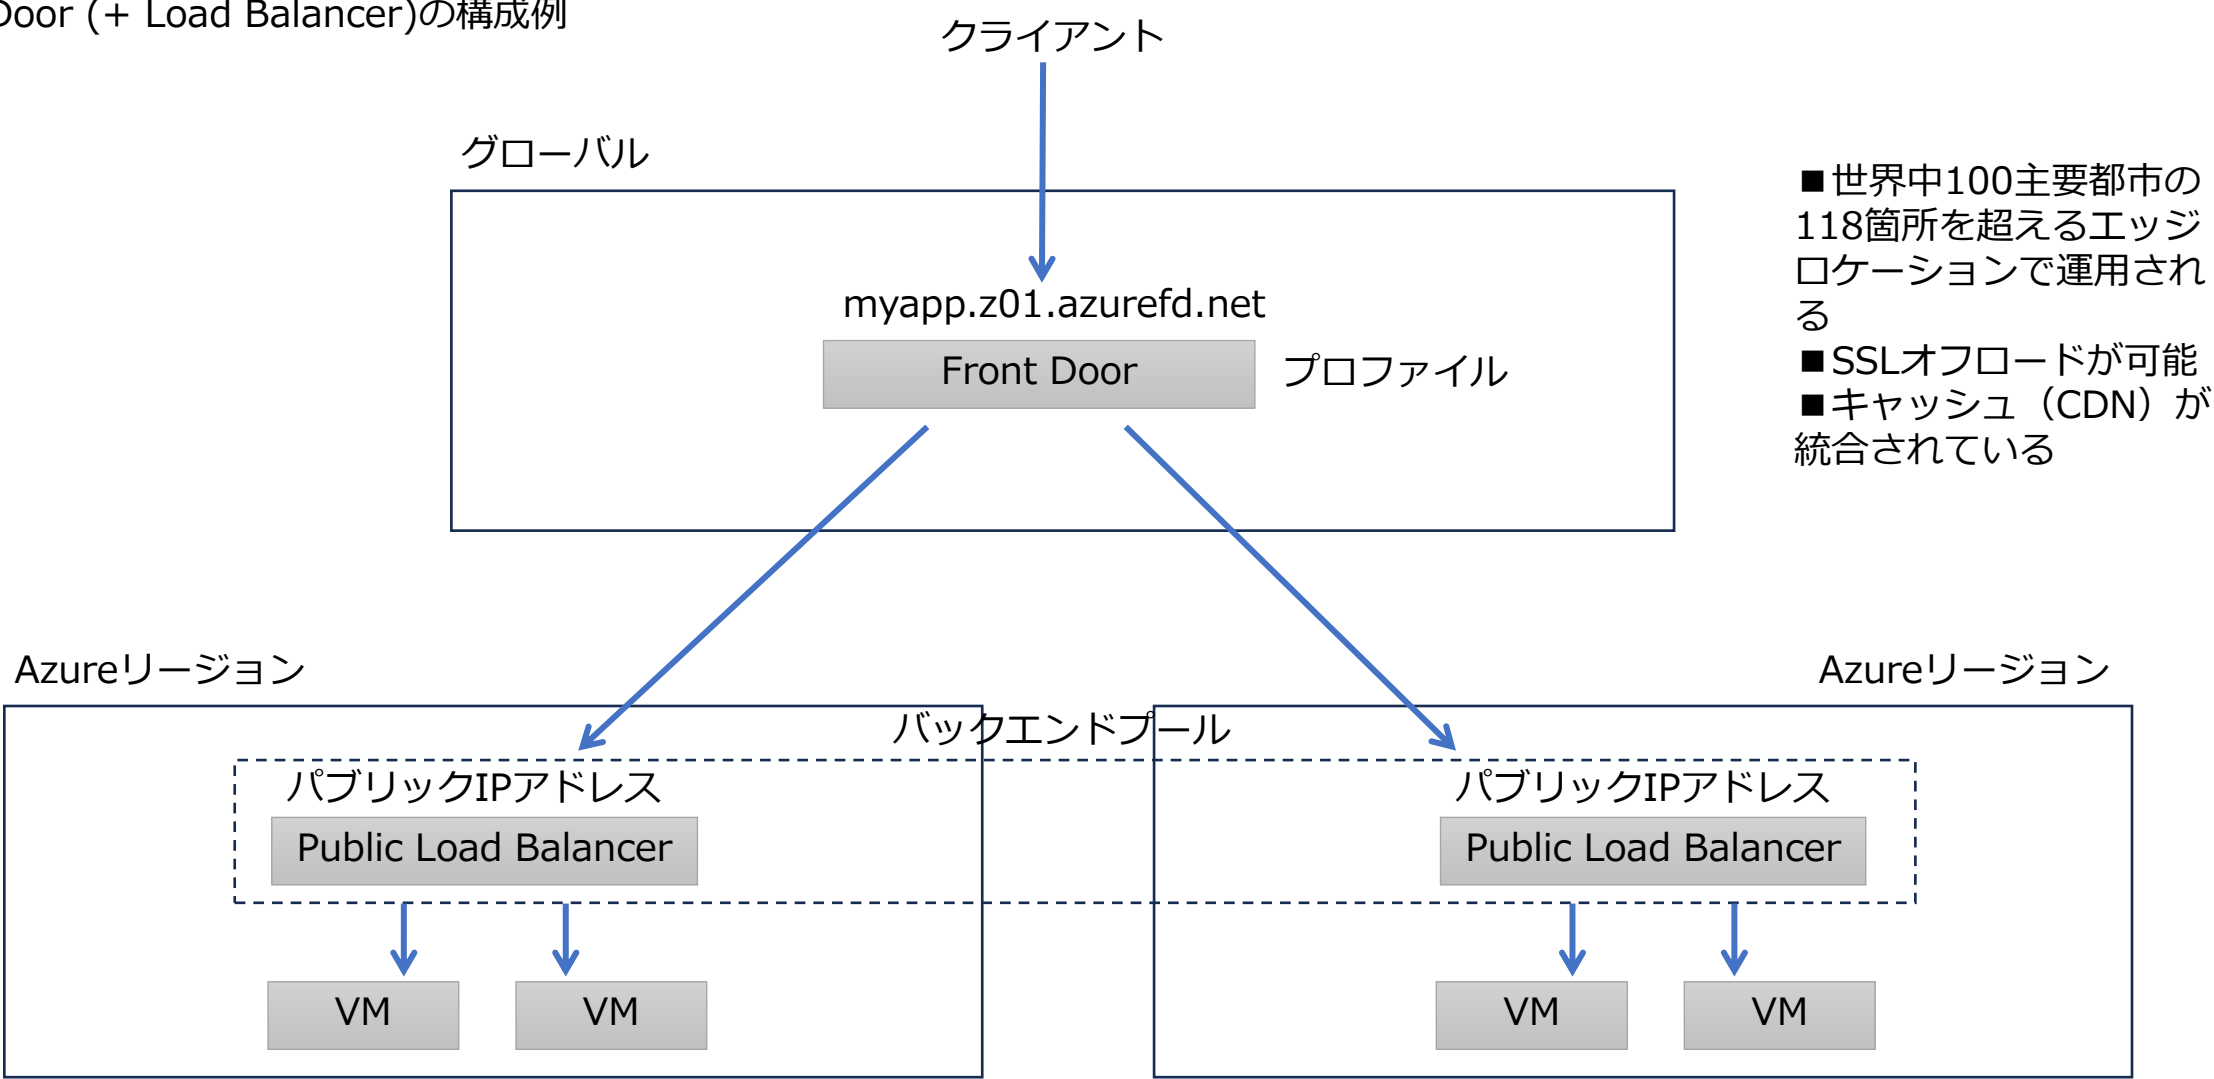 Door (+ Load Balancer)の構成例
クライアント
グローバル
■世界中100主要都市の
118箇所を超えるエッジ
ロケーションで運用され
る
■SSLオフロードが可能
■キャッシュ（CDN）が
統合されている
myapp.z01.azurefd.net
Front Door
プロファイル
Azureリージョン
Azureリージョン
バックエンドプール
パブリックIPアドレス
パブリックIPアドレス
Public Load Balancer
Public Load Balancer
VM
VM
VM
VM